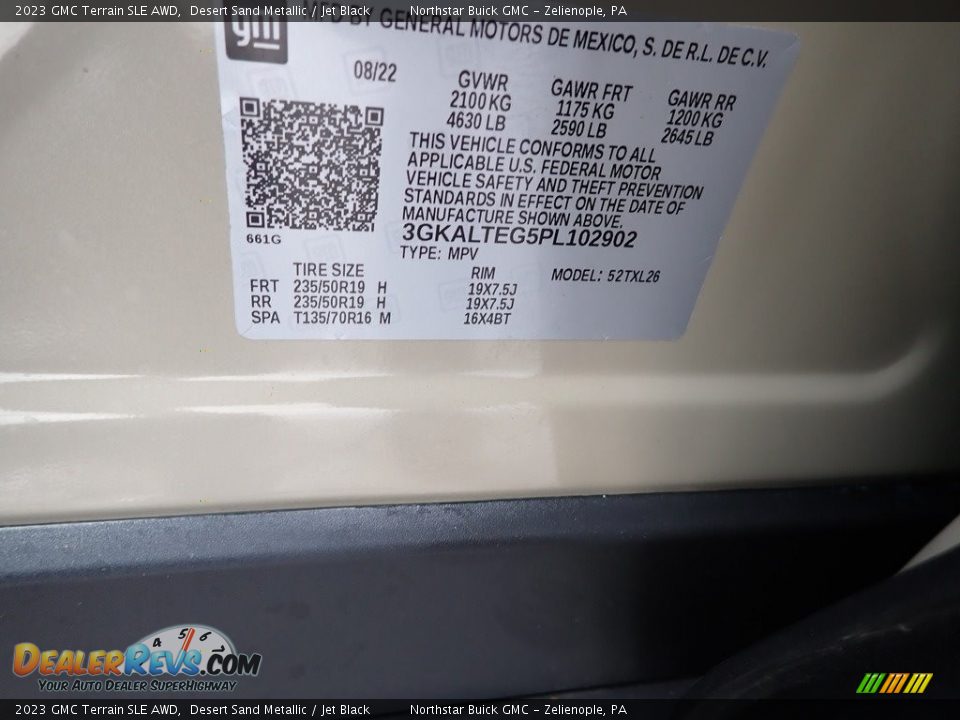 2023 GMC Terrain SLE AWD, Desert Sand Metallic / Jet Black Northstar Buick GMC - Zelienople, PA
gm MFD BY GENERAL MOTORS DE MEXICO, S. DE R.L. DE C.V.
08/22 GVWR GAWR FRT GAWR RR
2100 KG 1175 KG 1200 KG
4630 LB 2590 LB 2645 LB
THIS VEHICLE CONFORMS TO ALL
APPLICABLE U.S. FEDERAL MOTOR
VEHICLE SAFETY AND THEFT PREVENTION
STANDARDS IN EFFECT ON THE DATE OF
MANUFACTURE SHOWN ABOVE.
661G 3GKALTEG5PL102902
TYPE: MPV
TIRE SIZE RIM MODEL: 52TXL26
FRT 235/50R19 H 19X7.5J
RR 235/50R19 H 19X7.5J
SPA T135/70R16 M 16X4BT
4 5 6
DEALERREVS.COM
YOUR AUTO DEALER SUPERHIGHWAY
2023 GMC Terrain SLE AWD, Desert Sand Metallic / Jet Black Northstar Buick GMC - Zelienople, PA